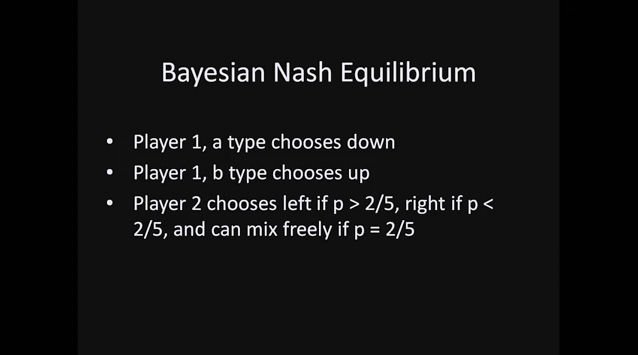 Bayesian Nash Equilibrium
• Player 1, a type chooses down
• Player 1, b type chooses up
• Player 2 chooses left if p > 2/5, right if p <
2/5, and can mix freely if p = 2/5